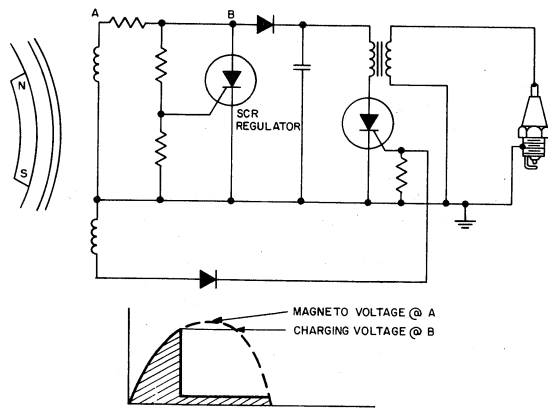 A
B
N
S
SCR
REGULATOR
MAGNETO VOLTAGE @ A
CHARGING VOLTAGE @ B